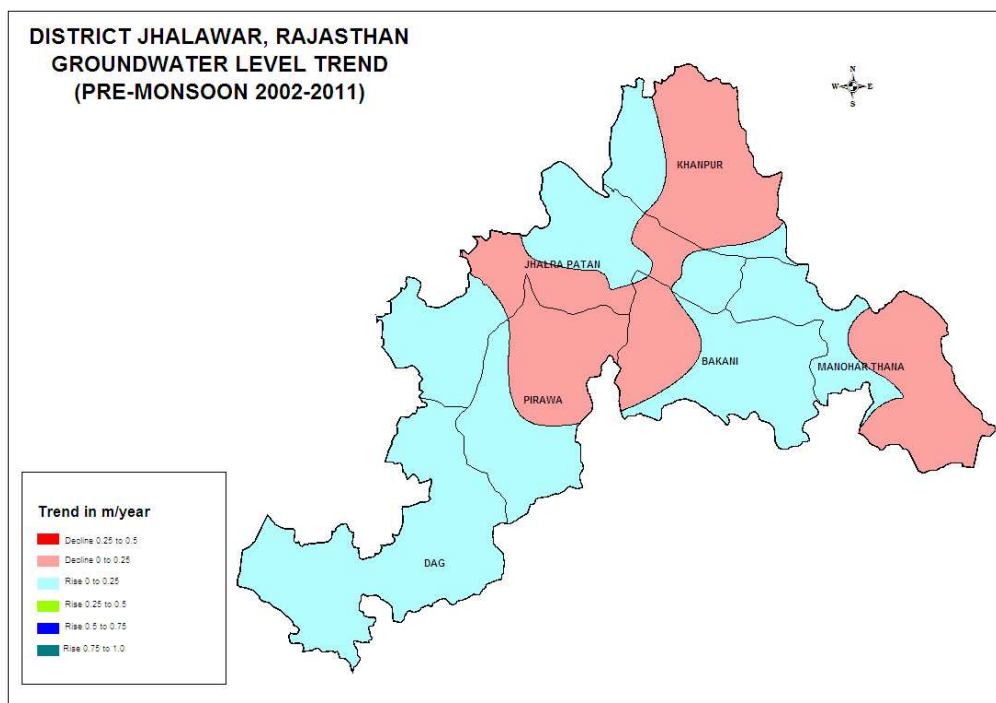 DISTRICT JHALAWAR, RAJASTHAN
GROUNDWATER LEVEL TREND
(PRE-MONSOON 2002-2011)
N
W E
S
KHANPUR
JHALRA PATAN
BAKANI
MANOHAR THANA
PIRAWA
DAG
Trend in m/year
Decline 0.25 to 0.5
Decline 0 to 0.25
Rise 0 to 0.25
Rise 0.25 to 0.5
Rise 0.5 to 0.75
Rise 0.75 to 1.0